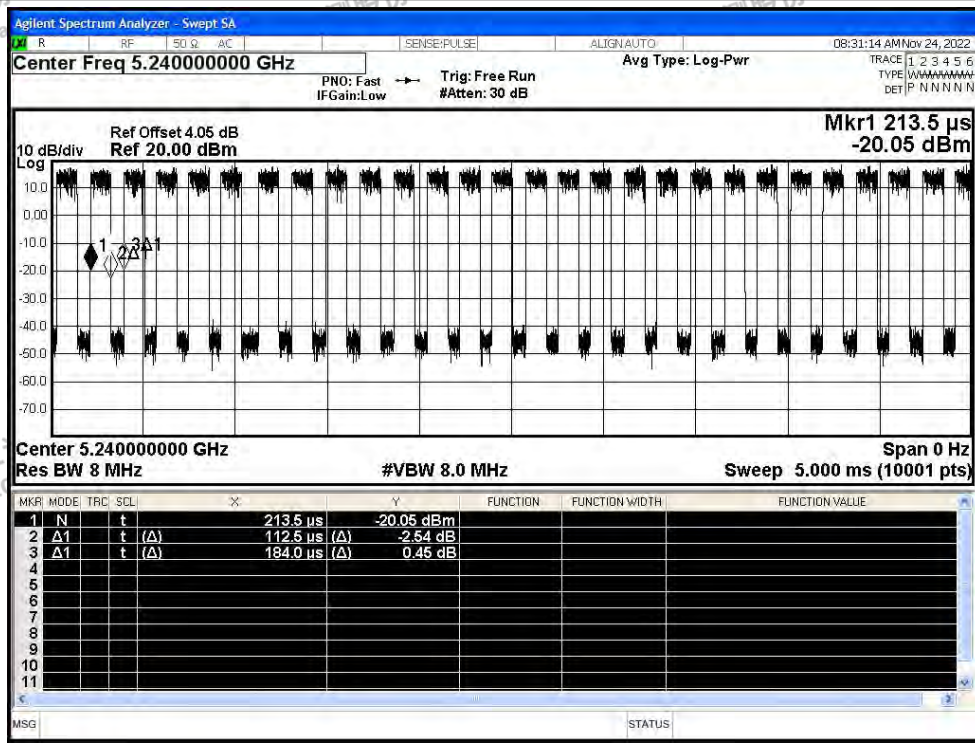 Agilent Spectrum Analyzer - Swept SA
LXI R RF 50 Ω AC SENSE:PULSE ALIGNAUTO 08:31:14 AM Nov 24, 2022
Center Freq 5.240000000 GHz
Avg Type: Log-Pwr
TRACE 1 2 3 4 5 6
TYPE WWWWWW
DET P N N N N N
PNO: Fast
IFGain:Low
Trig: Free Run
#Atten: 30 dB
Mkr1 213.5 µs
-20.05 dBm
Ref Offset 4.05 dB
10 dB/div Ref 20.00 dBm
Log
10.0
0.00
-10.0
-20.0
-30.0
-40.0
-50.0
-60.0
-70.0
1
2Δ1
3Δ1
Center 5.240000000 GHz Span 0 Hz
Res BW 8 MHz #VBW 8.0 MHz Sweep 5.000 ms (10001 pts)
MKR MODE TRC SCL X Y FUNCTION FUNCTION WIDTH FUNCTION VALUE
1 N t 213.5 µs -20.05 dBm
2 Δ1 t (Δ) 112.5 µs (Δ) -2.54 dB
3 Δ1 t (Δ) 184.0 µs (Δ) 0.45 dB
4
5
6
7
8
9
10
11
MSG STATUS